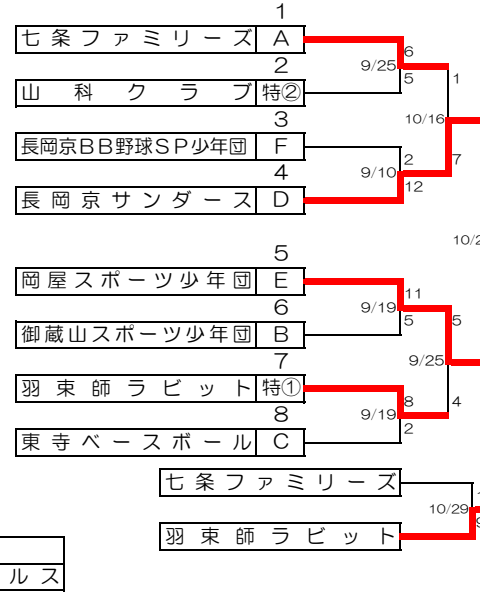 1
七条ファミリーズ A
6
9/25
2
5
1
山科クラブ 特②
3
10/16
長岡京BB野球SP少年団 F
2
7
4
9/10
12
長岡京サンダース D
10/2
5
岡屋スポーツ少年団 E
11
6
9/19
5
5
御蔵山スポーツ少年団 B
7
9/25
羽束師ラビット 特①
8
4
8
9/19
2
東寺ベースボール C
七条ファミリーズ
10/29
羽束師ラビット
ルス